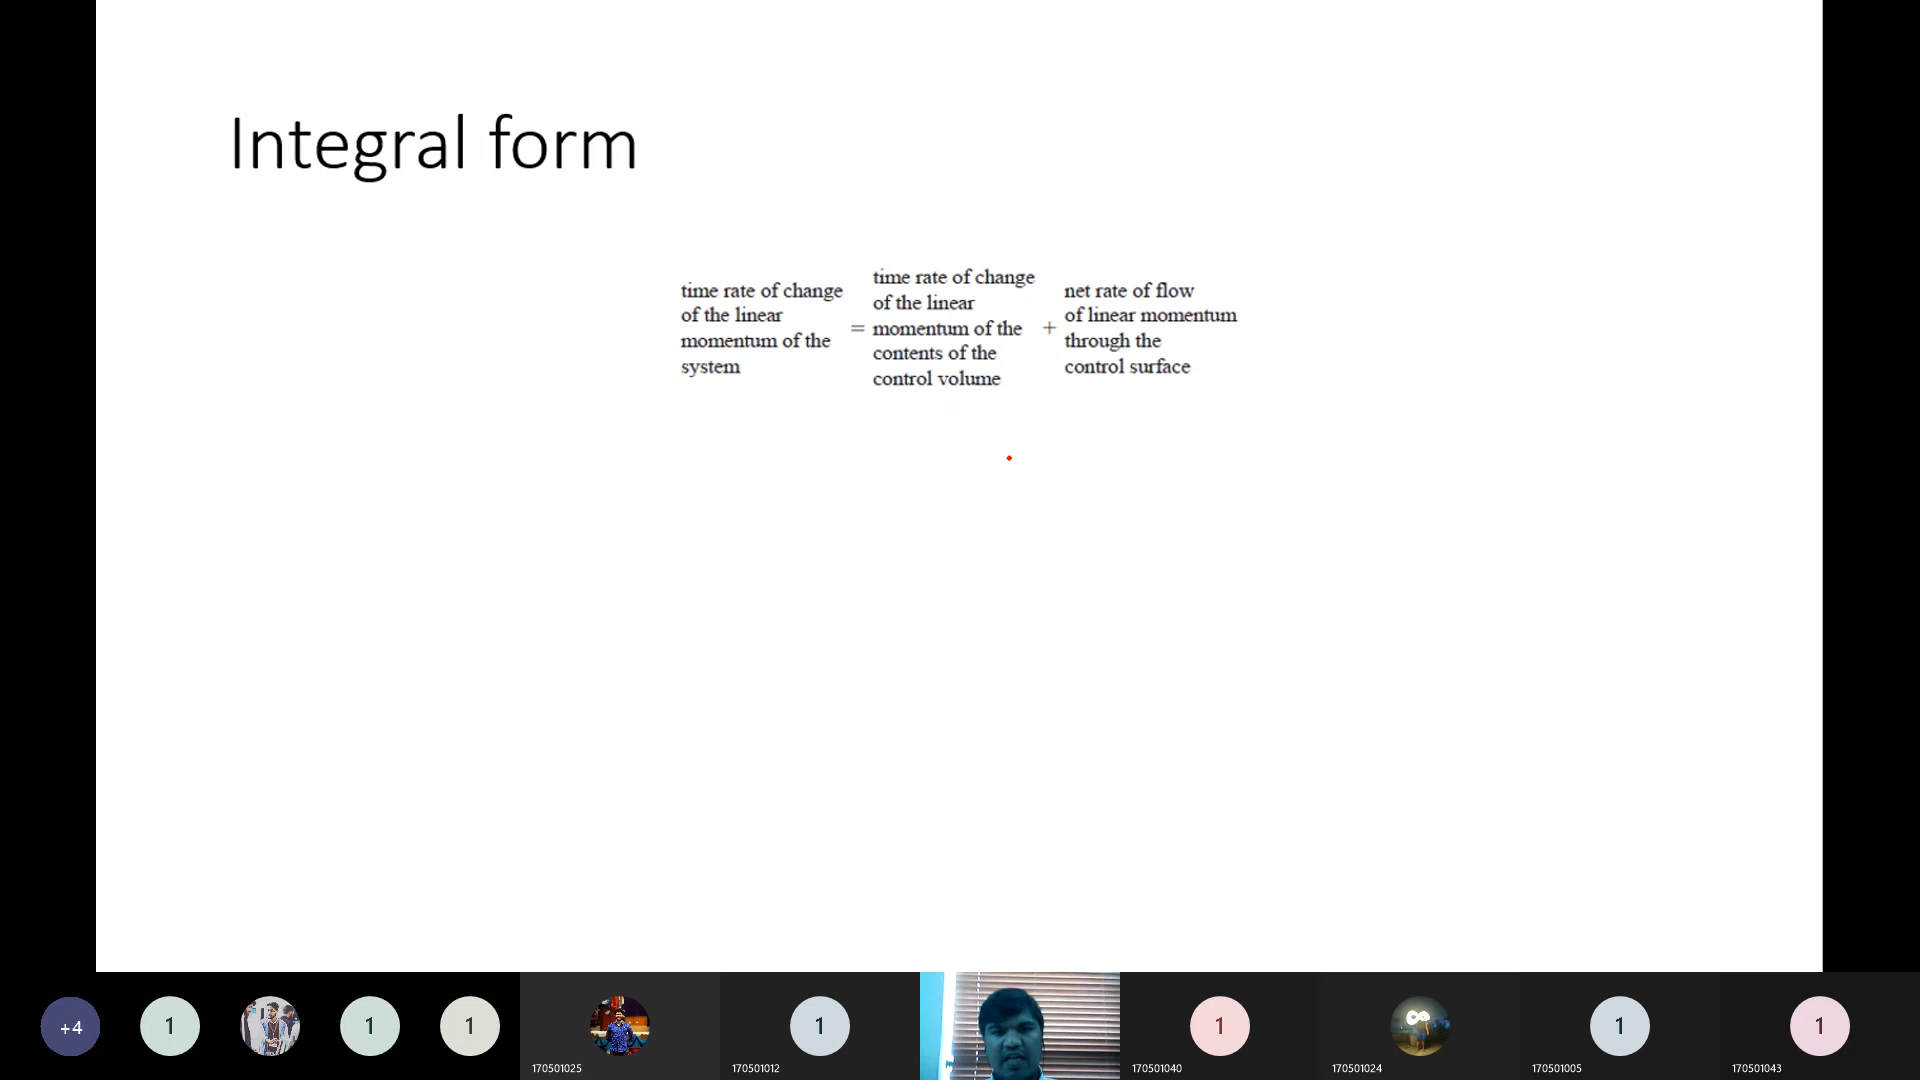 Integral form
time rate of change
of the linear
momentum of the
system
=
time rate of change
of the linear
momentum of the
contents of the
control volume
+
net rate of flow
of linear momentum
through the
control surface
+4
1
1
1
170501025
1
170501012
1
170501040
170501024
1
170501005
1
170501043